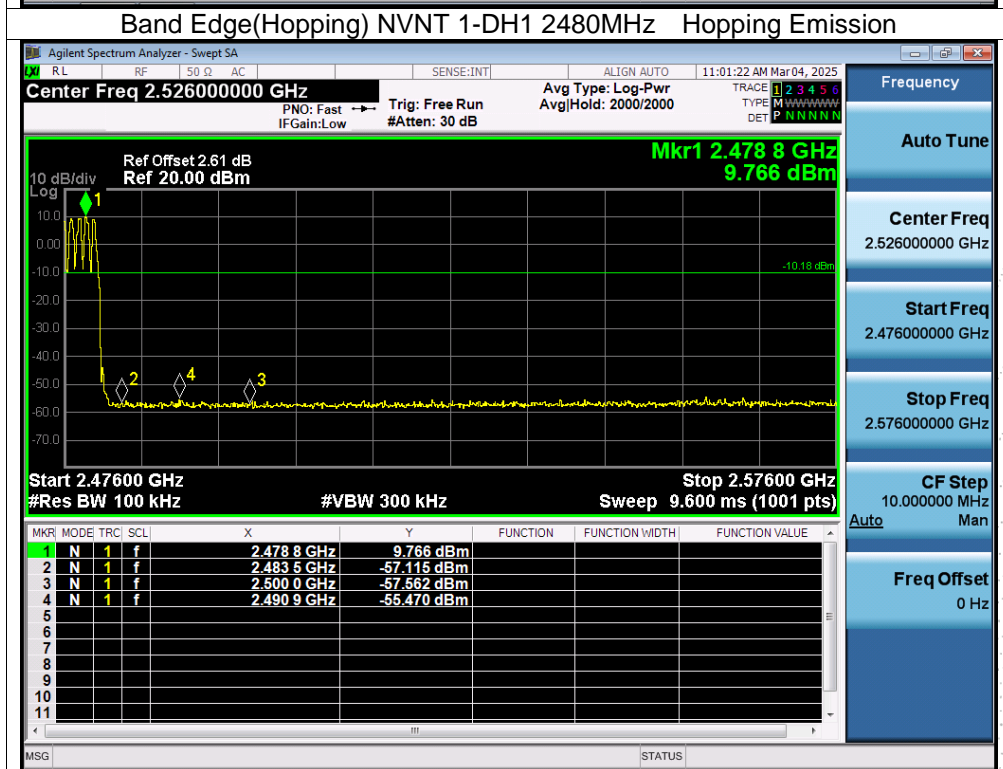 Band Edge(Hopping) NVNT 1-DH1 2480MHz Hopping Emission
Agilent Spectrum Analyzer - Swept SA
LXI RL RF 50 Ω AC SENSE:INT ALIGN AUTO 11:01:22 AM Mar 04, 2025
Center Freq 2.526000000 GHz
PNO: Fast
IFGain:Low
Trig: Free Run
#Atten: 30 dB
Avg Type: Log-Pwr
Avg|Hold: 2000/2000
TRACE 1 2 3 4 5 6
TYPE M WWWWW
DET P N N N N N
Ref Offset 2.61 dB
10 dB/div Ref 20.00 dBm
Log
Mkr1 2.478 8 GHz
9.766 dBm
1
10.0
0.00
-10.0
-10.18 dBm
-20.0
-30.0
-40.0
-50.0
2 4 3
-60.0
-70.0
Start 2.47600 GHz Stop 2.57600 GHz
#Res BW 100 kHz #VBW 300 kHz Sweep 9.600 ms (1001 pts)
MKR MODE TRC SCL X Y FUNCTION FUNCTION WIDTH FUNCTION VALUE
1 N 1 f 2.478 8 GHz 9.766 dBm
2 N 1 f 2.483 5 GHz -57.115 dBm
3 N 1 f 2.500 0 GHz -57.562 dBm
4 N 1 f 2.490 9 GHz -55.470 dBm
5
6
7
8
9
10
11
MSG STATUS
Frequency
Auto Tune
Center Freq
2.526000000 GHz
Start Freq
2.476000000 GHz
Stop Freq
2.576000000 GHz
CF Step
10.000000 MHz
Auto Man
Freq Offset
0 Hz